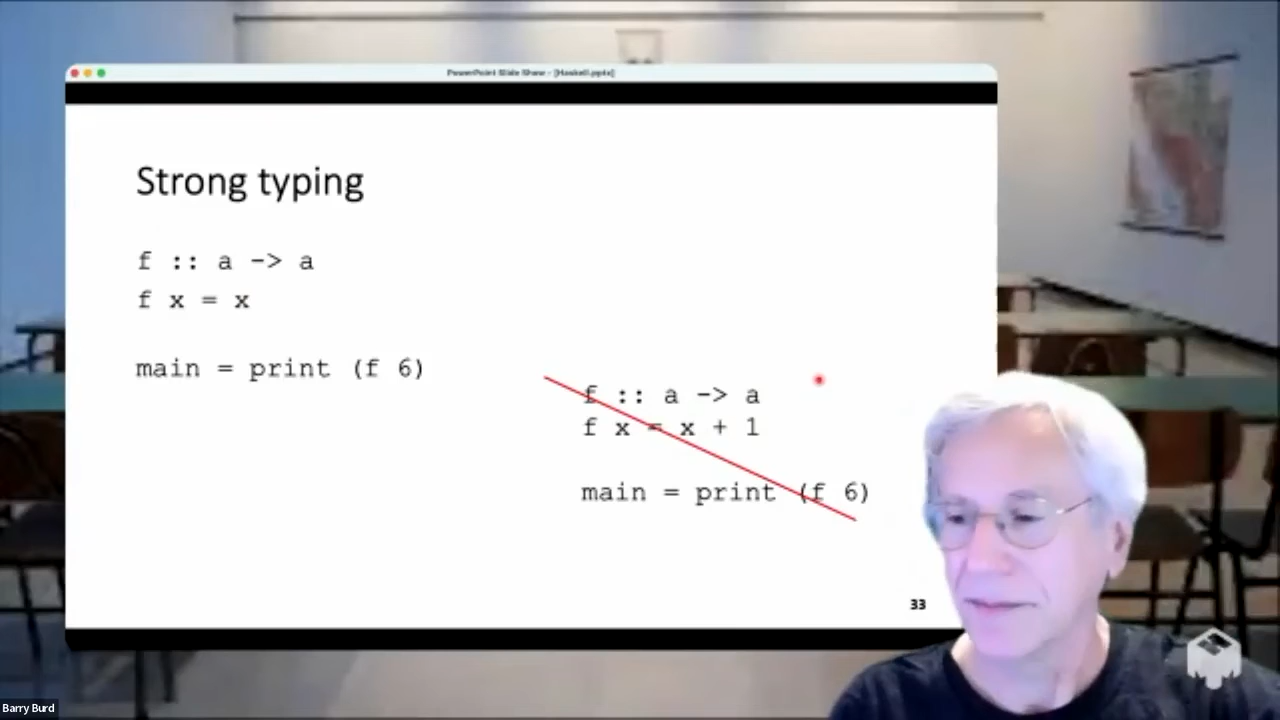 PowerPoint Slide Show - [Haskell.pptx]
Strong typing
f :: a -> a
f x = x
main = print (f 6)
f :: a -> a
f x = x + 1
main = print (f 6)
33
Barry Burd